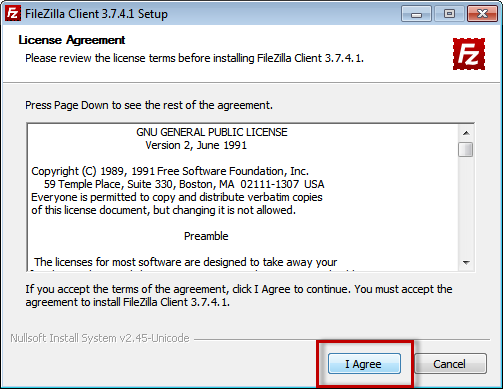 FileZilla Client 3.7.4.1 Setup
License Agreement
Please review the license terms before installing FileZilla Client 3.7.4.1.
Fz
Press Page Down to see the rest of the agreement.
GNU GENERAL PUBLIC LICENSE
Version 2, June 1991
Copyright (C) 1989, 1991 Free Software Foundation, Inc.
59 Temple Place, Suite 330, Boston, MA 02111-1307 USA
Everyone is permitted to copy and distribute verbatim copies
of this license document, but changing it is not allowed.
Preamble
The licenses for most software are designed to take away your
If you accept the terms of the agreement, click I Agree to continue. You must accept the
agreement to install FileZilla Client 3.7.4.1.
Nullsoft Install System v2.45-Unicode
I Agree
Cancel